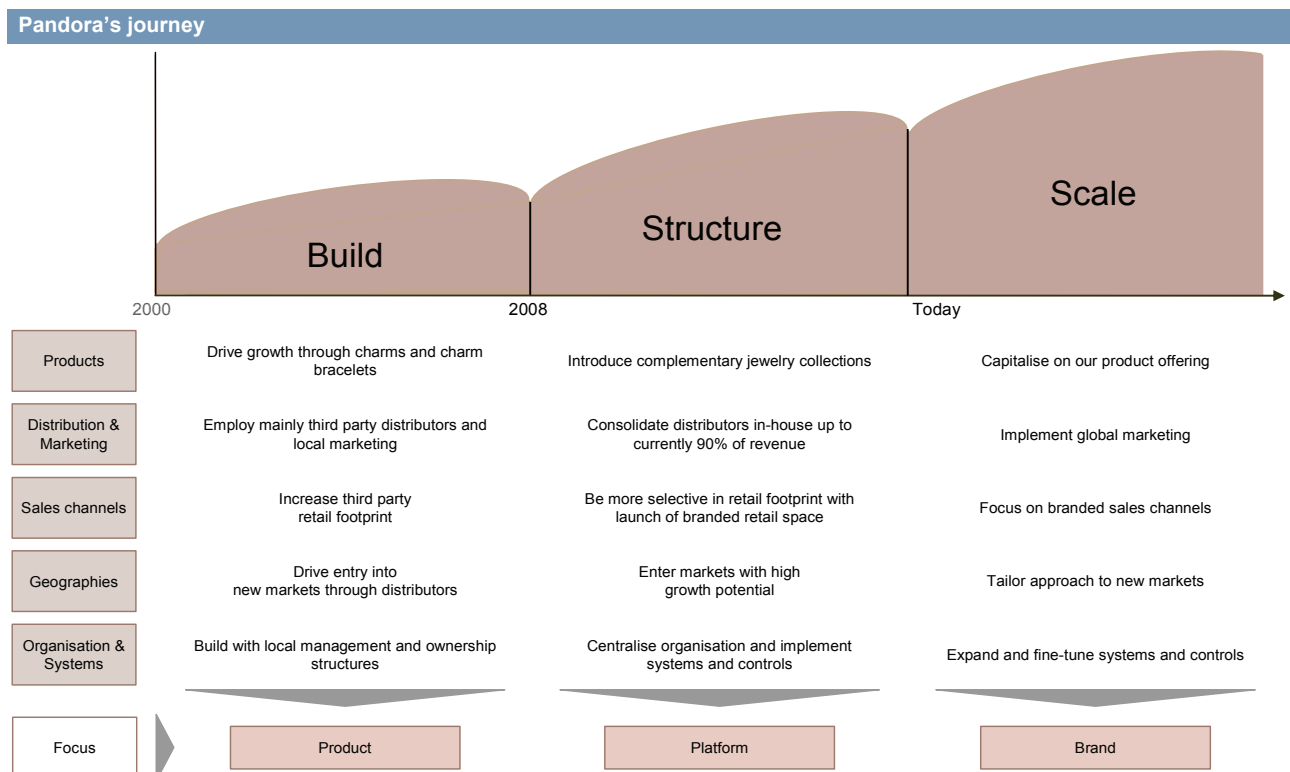 Pandora's journey
Build
Structure
Scale
2000
2008
Today
Products
Drive growth through charms and charm
bracelets
Introduce complementary jewelry collections
Capitalise on our product offering
Distribution &
Marketing
Employ mainly third party distributors and
local marketing
Consolidate distributors in-house up to
currently 90% of revenue
Implement global marketing
Sales channels
Increase third party
retail footprint
Be more selective in retail footprint with
launch of branded retail space
Focus on branded sales channels
Geographies
Drive entry into
new markets through distributors
Enter markets with high
growth potential
Tailor approach to new markets
Organisation &
Systems
Build with local management and ownership
structures
Centralise organisation and implement
systems and controls
Expand and fine-tune systems and controls
Focus
Product
Platform
Brand